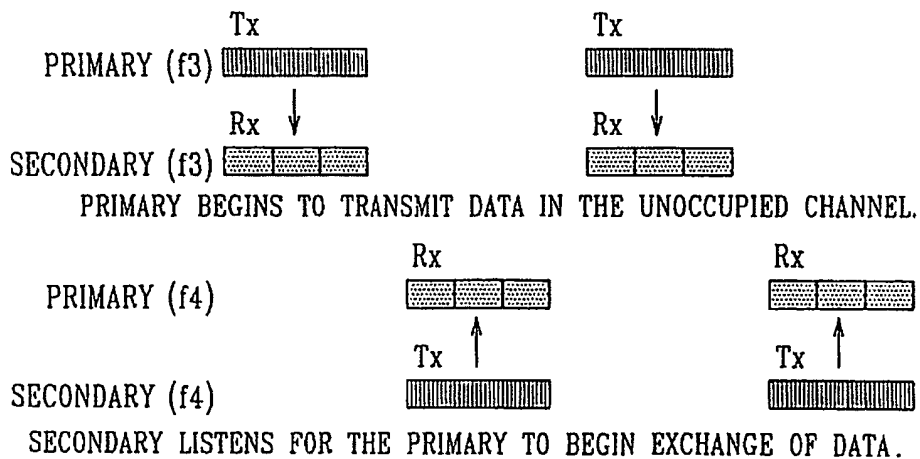 Tx Tx
PRIMARY (f3)
Rx Rx
SECONDARY (f3)
PRIMARY BEGINS TO TRANSMIT DATA IN THE UNOCCUPIED CHANNEL.
Rx Rx
PRIMARY (f4)
Tx Tx
SECONDARY (f4)
SECONDARY LISTENS FOR THE PRIMARY TO BEGIN EXCHANGE OF DATA.